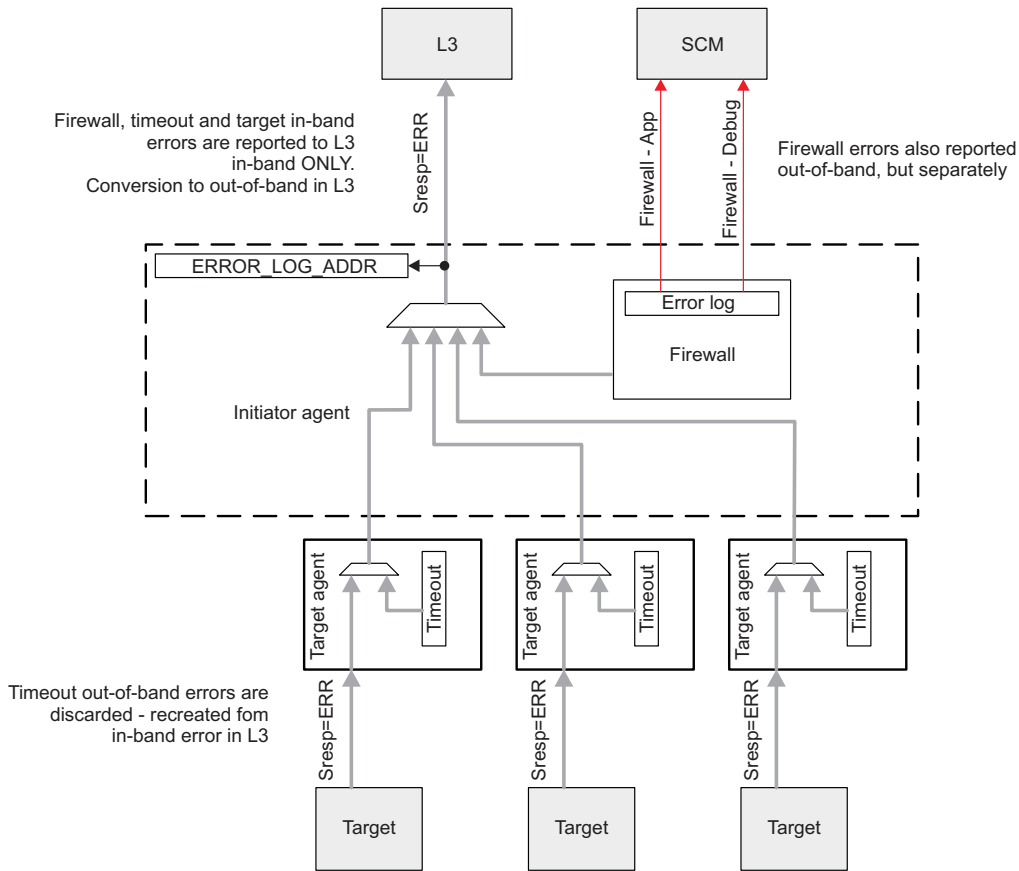 L3
SCM
Firewall, timeout and target in-band
errors are reported to L3
in-band ONLY.
Conversion to out-of-band in L3
Sresp=ERR
Firewall - App
Firewall - Debug
Firewall errors also reported
out-of-band, but separately
ERROR_LOG_ADDR
Error log
Firewall
Initiator agent
Target agent
Timeout
Target agent
Timeout
Target agent
Timeout
Timeout out-of-band errors are
discarded - recreated fom
in-band error in L3
Sresp=ERR
Sresp=ERR
Sresp=ERR
Target
Target
Target